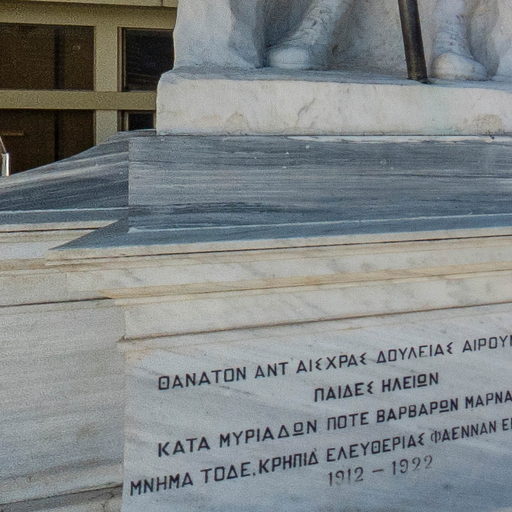 ΘΑΝΑΤΟΝ ΑΝΤ' ΑΙΣΧΡΑΣ ΔΟΥΛΕΙΑΣ
ΠΑΙΔΕΣ ΗΛΕΙΩΝ
ΚΑΤΑ ΜΥΡΙΑΔΩΝ ΠΟΤΕ ΒΑΡΒΑΡΩΝ
ΜΝΗΜΑ ΤΟΔΕ, ΚΡΗΠΙΔ' ΕΛΕΥΘΕΡΙΑΣ ΦΑΕΝΝΑΝ
1912 – 1922